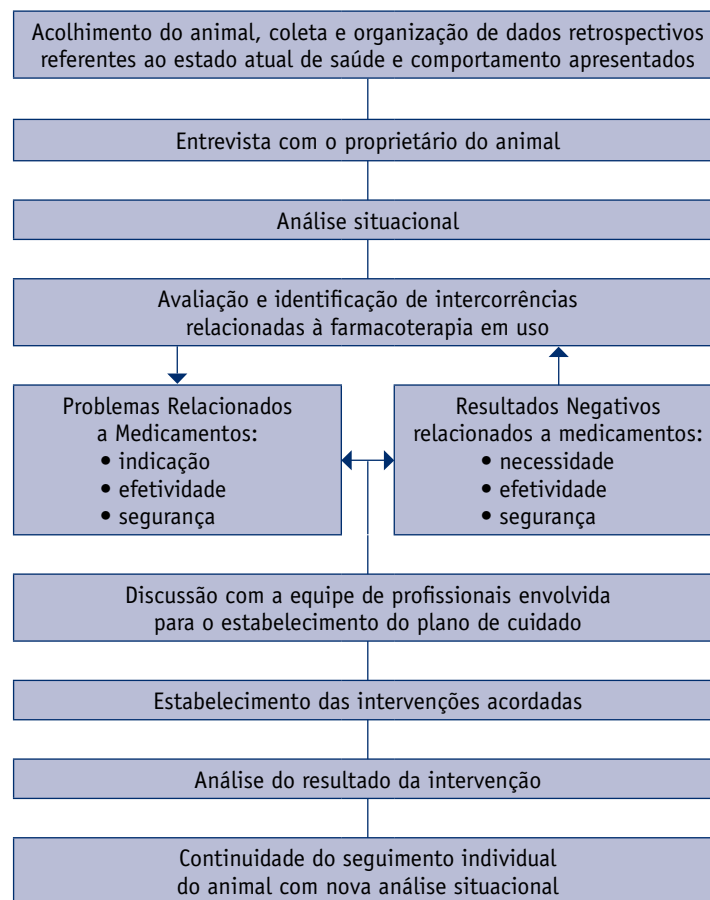 Acolhimento do animal, coleta e organização de dados retrospectivos
referentes ao estado atual de saúde e comportamento apresentados
Entrevista com o proprietário do animal
Análise situacional
Avaliação e identificação de intercorrências
relacionadas à farmacoterapia em uso
Problemas Relacionados
a Medicamentos:
• indicação
• efetividade
• segurança
Resultados Negativos
relacionados a medicamentos:
• necessidade
• efetividade
• segurança
Discussão com a equipe de profissionais envolvida
para o estabelecimento do plano de cuidado
Estabelecimento das intervenções acordadas
Análise do resultado da intervenção
Continuidade do seguimento individual
do animal com nova análise situacional